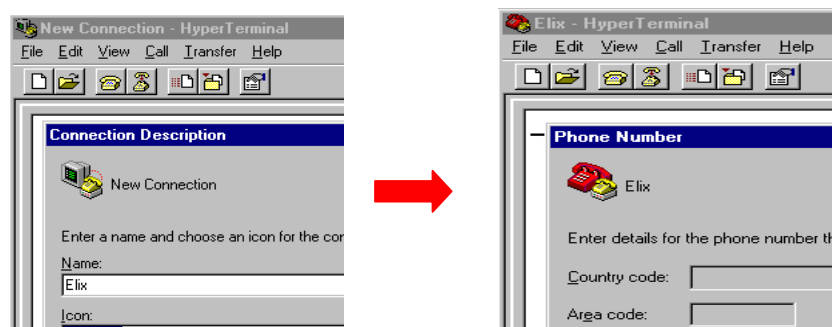 New Connection - HyperTerminal
File Edit View Call Transfer Help
Connection Description
New Connection
Enter a name and choose an icon for the
Name:
Elix
Icon:
Elix - HyperTerminal
File Edit View Call Transfer Help
Phone Number
Elix
Enter details for the phone number
Country code:
Area code: